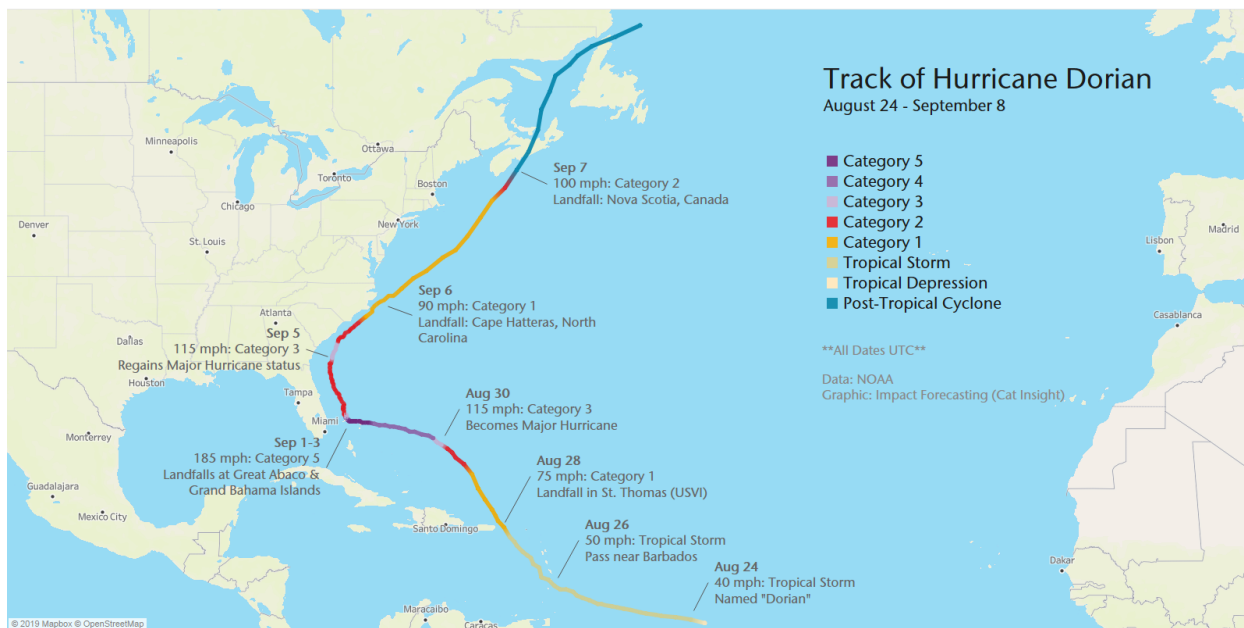 Track of Hurricane Dorian
August 24 - September 8
Category 5
Category 4
Category 3
Category 2
Category 1
Tropical Storm
Tropical Depression
Post-Tropical Cyclone
**All Dates UTC**
Data: NOAA
Graphic: Impact Forecasting (Cat Insight)
Sep 7
100 mph: Category 2
Landfall: Nova Scotia, Canada
Sep 6
90 mph: Category 1
Landfall: Cape Hatteras, North
Carolina
Sep 5
115 mph: Category 3
Regains Major Hurricane status
Aug 30
115 mph: Category 3
Becomes Major Hurricane
Sep 1-3
185 mph: Category 5
Landfalls at Great Abaco &
Grand Bahama Islands
Aug 28
75 mph: Category 1
Landfall in St. Thomas (USVI)
Aug 26
50 mph: Tropical Storm
Pass near Barbados
Aug 24
40 mph: Tropical Storm
Named "Dorian"
Minneapolis
Ottawa
Toronto
Boston
Chicago
New York
Denver
St. Louis
Atlanta
Dallas
Houston
Tampa
Miami
Monterrey
Guadalajara
Mexico City
Santo Domingo
Maracaibo
Caracas
Madrid
Lisbon
Casablanca
Dakar
© 2019 Mapbox © OpenStreetMap